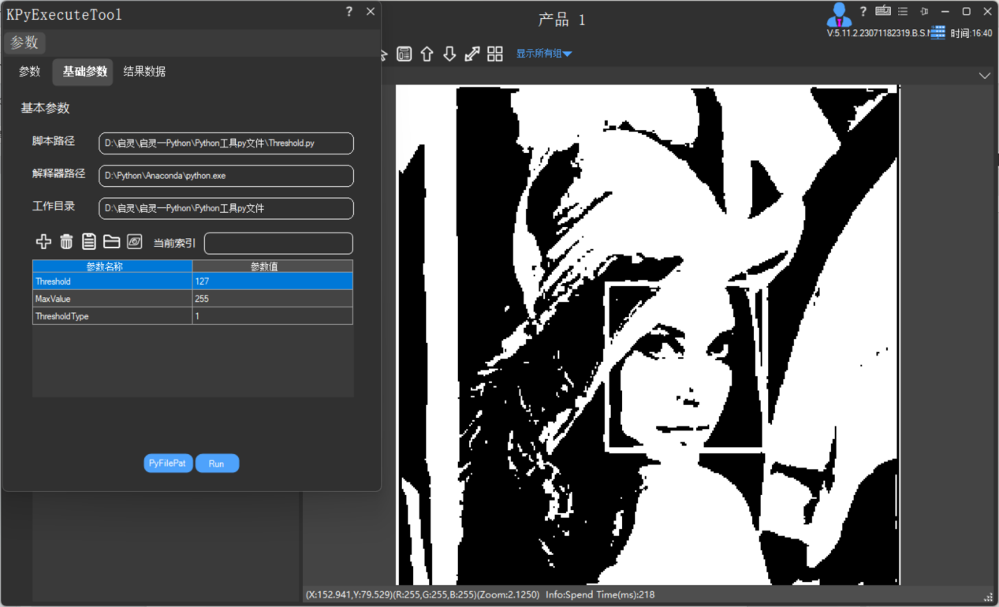 KPyExecuteTool
?
产品 1
?
V:5.11.2.23071182319.B.S.
时间:16:40
参数
参数 基础参数 结果数据
显示所有组
基本参数
脚本路径 D:\启灵\启灵一Python\Python工具py文件\Threshold.py
解释器路径 D:\Python\Anaconda\python.exe
工作目录 D:\启灵\启灵一Python\Python工具py文件
当前索引
参数名称 参数值
Threshold 127
MaxValue 255
ThresholdType 1
PyFilePat Run
(X:152.941,Y:79.529)(R:255,G:255,B:255)(Zoom:2.1250) Info:Spend Time(ms):218